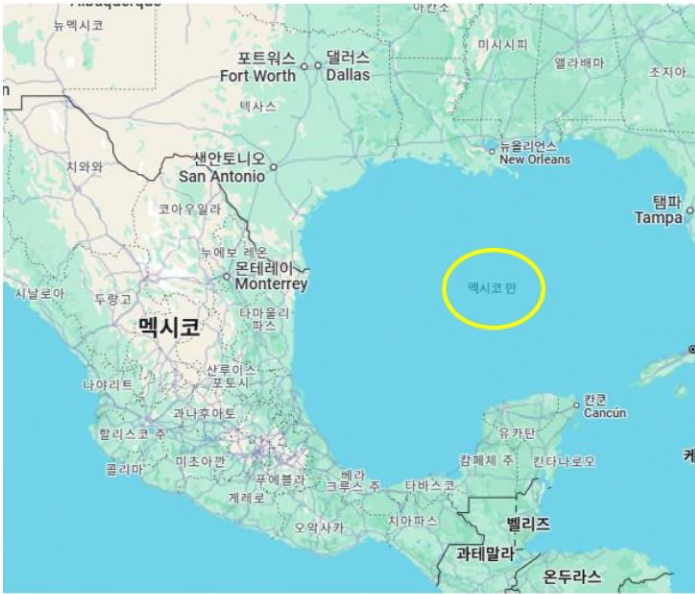 Albuquerque
뉴멕시코
아칸소
미시시피
앨라배마
조지아
포트워스
Fort Worth
댈러스
Dallas
n
텍사스
치와와
샌안토니오
San Antonio
뉴올리언스
New Orleans
코아우일라
탬파
Tampa
누에보 레온
몬테레이
Monterrey
시날로아
두랑고
멕시코 만
타마울리
파스
멕시코
산루이스
포토시
나야리트
과나후아토
칸쿤
Cancún
할리스코 주
유카탄
콜리마
미초아깐
푸에블라
베라
크루스 주
캄페체 주
킨타나로오
케
게레로
타바스코
오악사카
치아파스
벨리즈
과테말라
온두라스